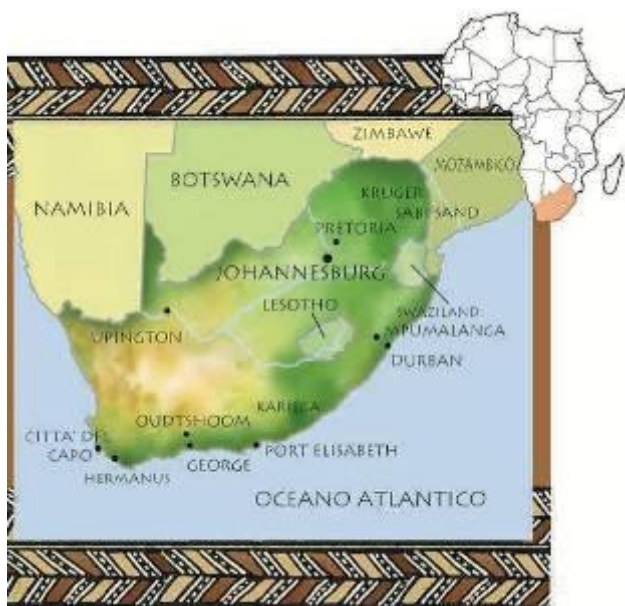 ZIMBAWE
MOZAMBICO
BOTSWANA
NAMIBIA
KRUGER
SABI SAND
PRETORIA
JOHANNESBURG
LESOTHO
SWAZILAND
UPINGTON
MPUMALANGA
DURBAN
KARIEGA
OUDTSHOOM
CITTA' DEL
CAPO
GEORGE
PORT ELISABETH
HERMANUS
OCEANO ATLANTICO